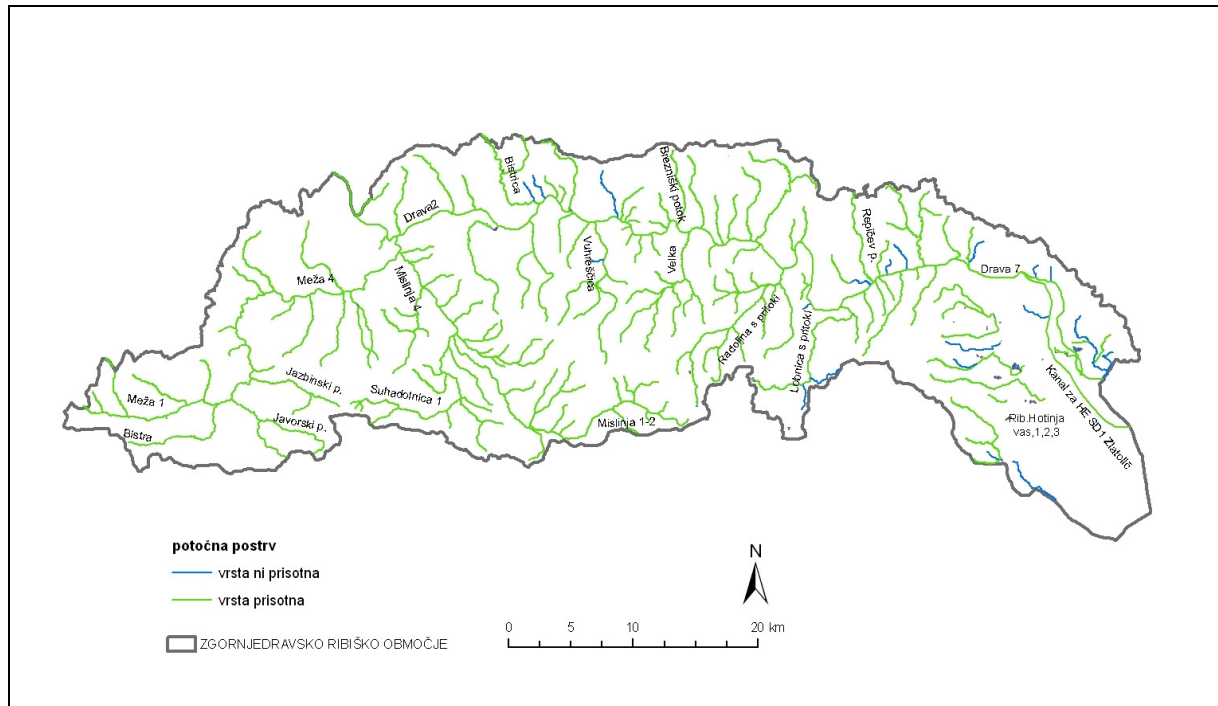 Bistrica
Brezniški potok
Drava2
Vuhreščica
Velka
Repičev p.
Drava 7
Meža 4
Mislinja 4
Radoljna s pritoki
Lobnica s pritoki
Jazbinski p.
Suhadolnica 1
Meža 1
Javorski p.
Mislinja 1-2
Bistra
Kanal za HE SD1 Zlatolič
Rib.Hotinja
vas,1,2,3
potočna postrv
vrsta ni prisotna
vrsta prisotna
ZGORNJEDRAVSKO RIBIŠKO OBMOČJE
N
0 5 10 20 km